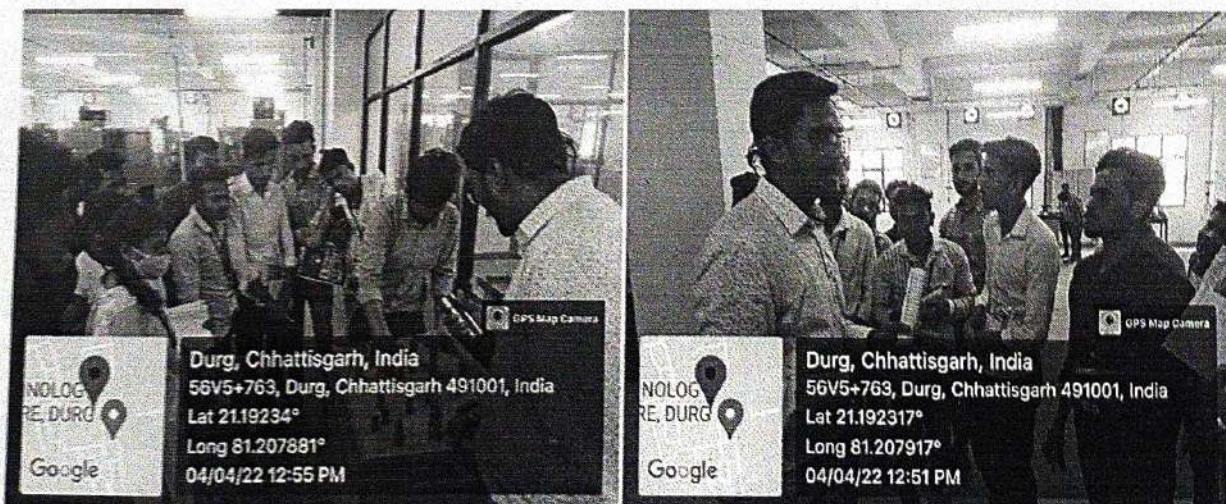 GPS Map Camera
NOLOG
RE, DURG
Google
Durg, Chhattisgarh, India
56V5+763, Durg, Chhattisgarh 491001, India
Lat 21.19234°
Long 81.207881°
04/04/22 12:55 PM
GPS Map Camera
NOLOG
RE, DURG
Google
Durg, Chhattisgarh, India
56V5+763, Durg, Chhattisgarh 491001, India
Lat 21.192317°
Long 81.207917°
04/04/22 12:51 PM